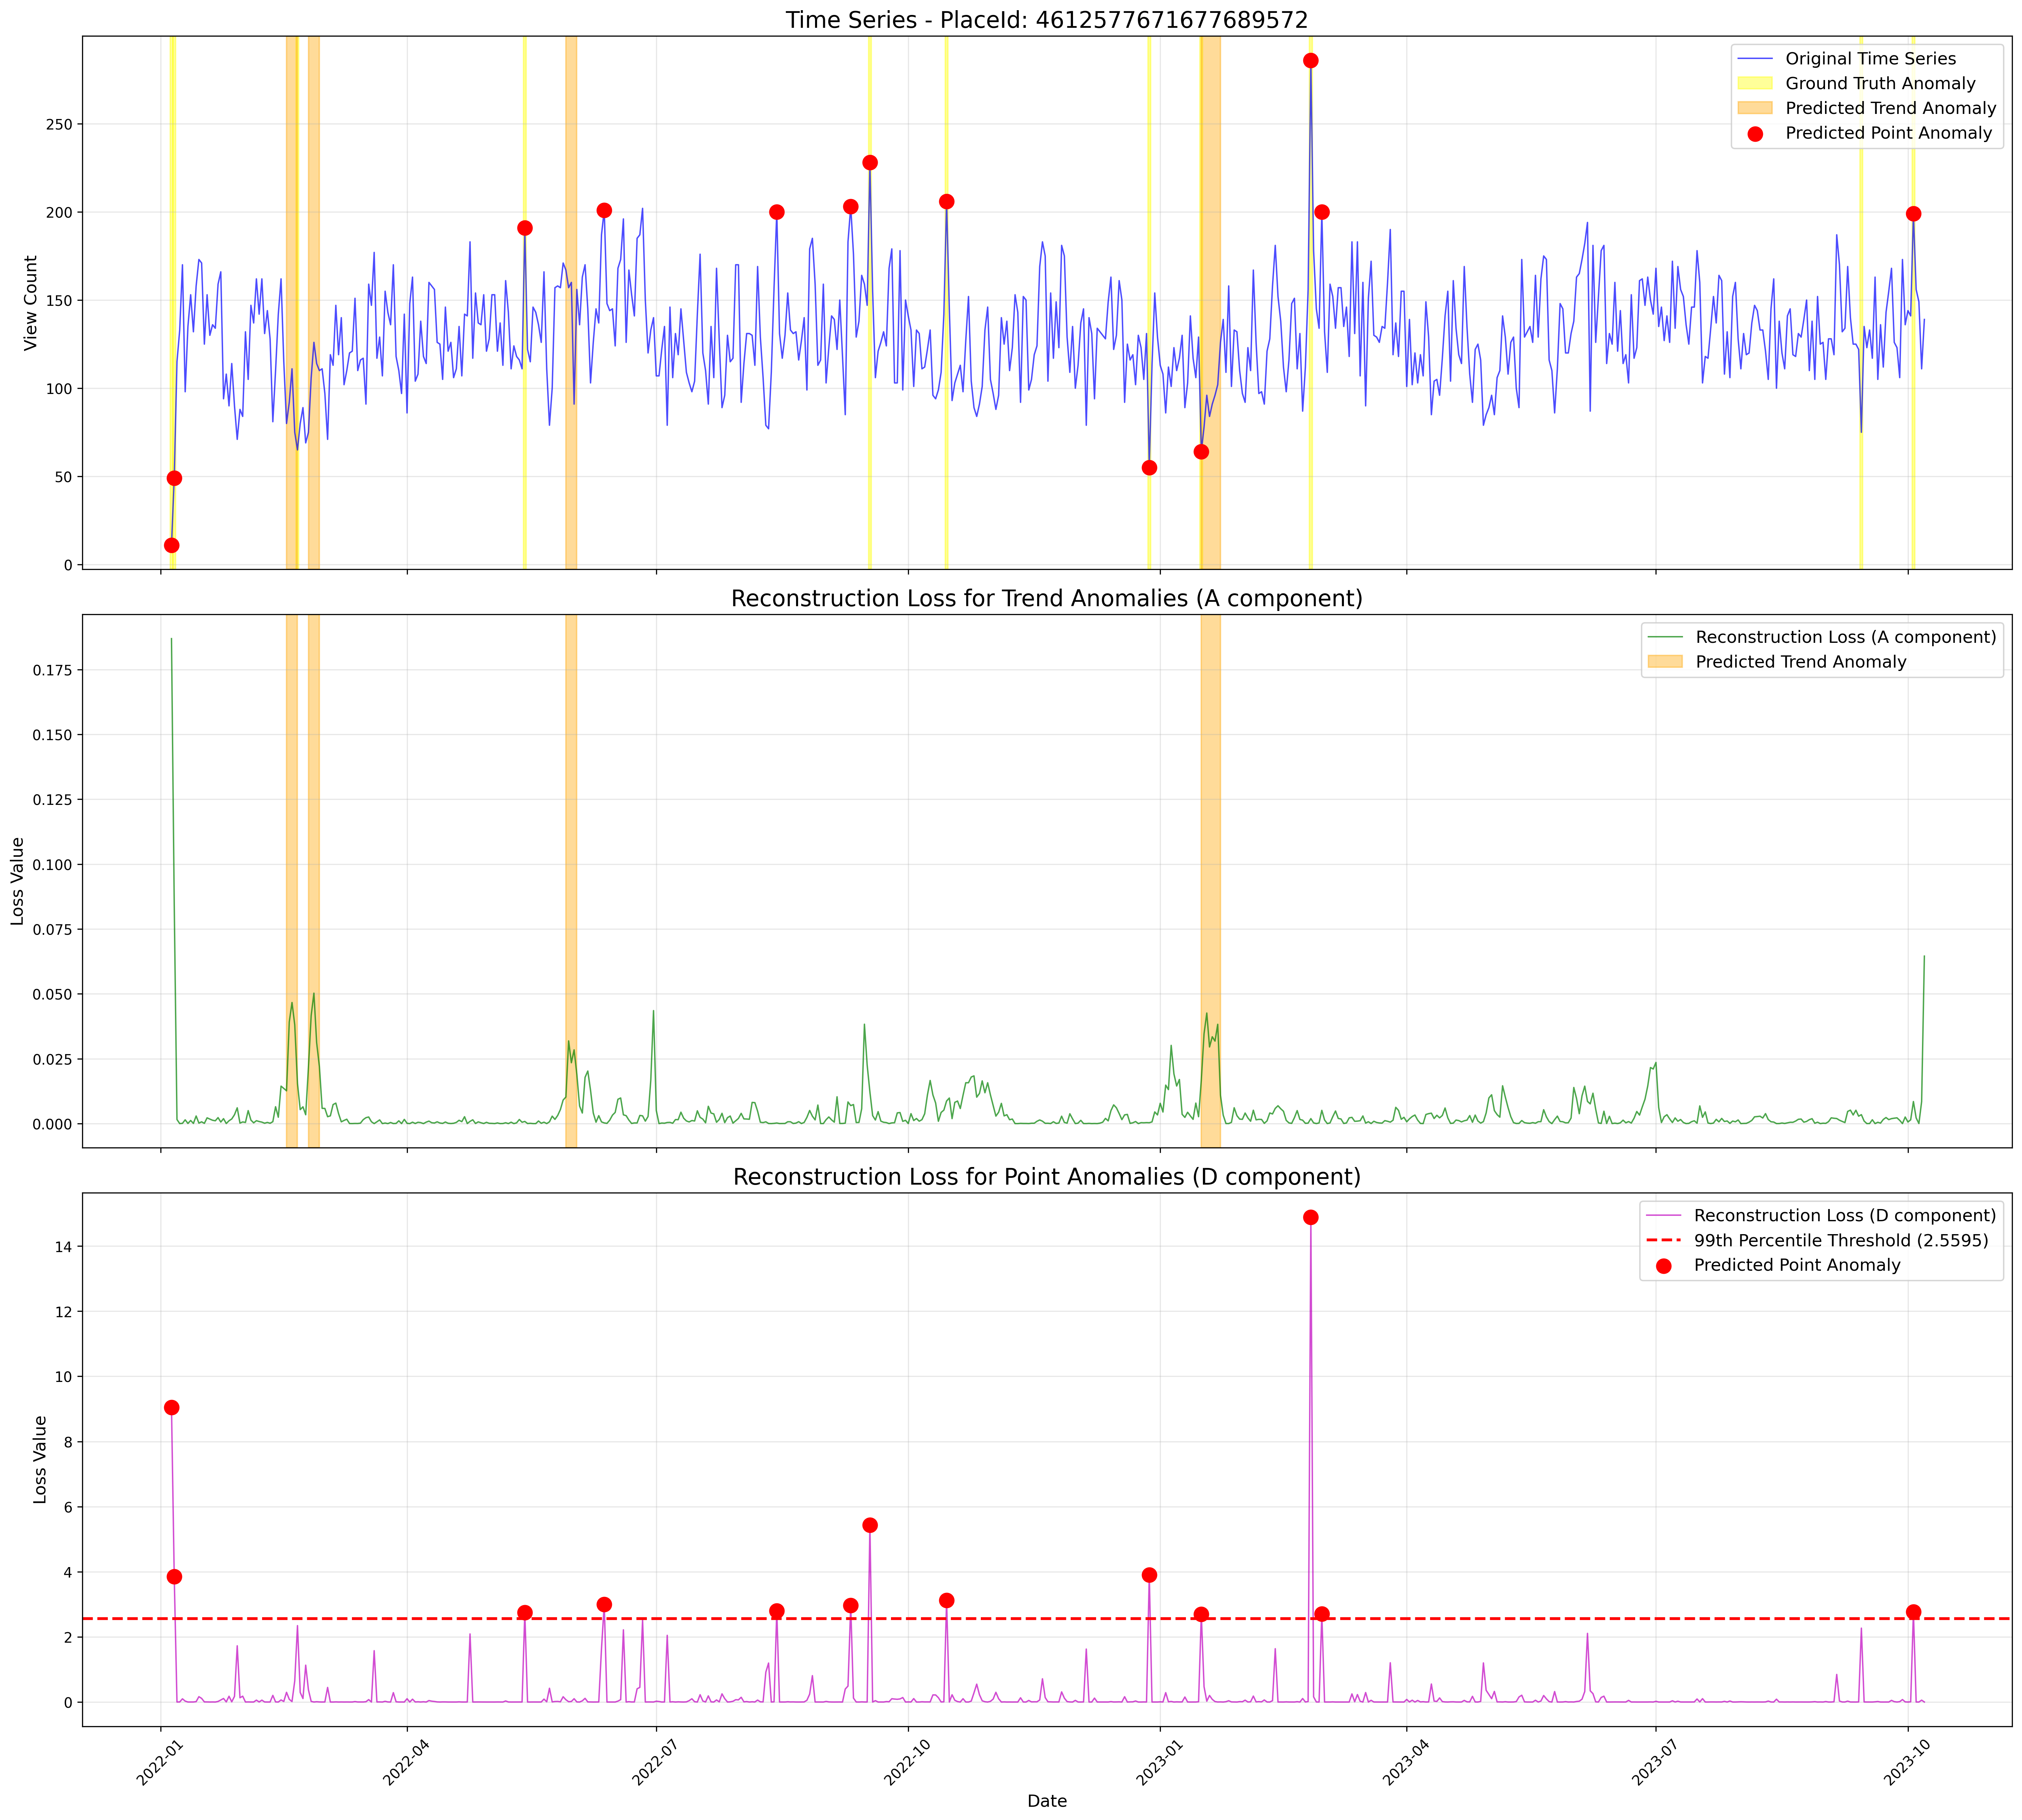 Time Series - PlaceId: 4612577671677689572
View Count
250
200
150
100
50
0
Original Time Series
Ground Truth Anomaly
Predicted Trend Anomaly
Predicted Point Anomaly
Reconstruction Loss for Trend Anomalies (A component)
Loss Value
0.175
0.150
0.125
0.100
0.075
0.050
0.025
0.000
Reconstruction Loss (A component)
Predicted Trend Anomaly
Reconstruction Loss for Point Anomalies (D component)
Loss Value
14
12
10
8
6
4
2
0
Reconstruction Loss (D component)
99th Percentile Threshold (2.5595)
Predicted Point Anomaly
2022-01
2022-04
2022-07
2022-10
2023-01
2023-04
2023-07
2023-10
Date